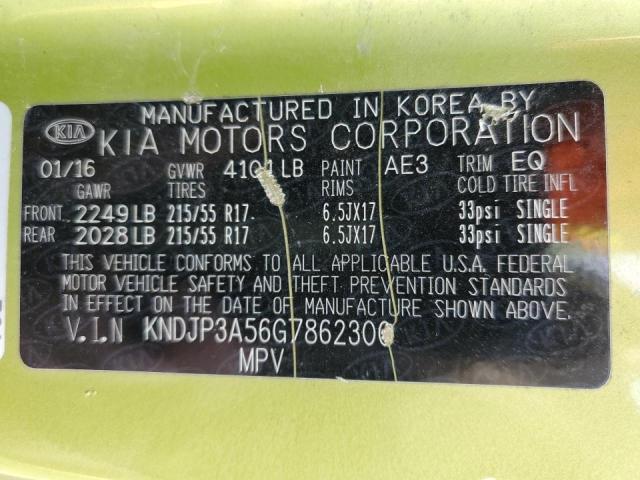 MANUFACTURED IN KOREA BY
KIA KIA MOTORS CORPORATION
01/16 GVWR LB PAINT AE3 TRIM EQ
GAWR TIRES RIMS COLD TIRE INFL
FRONT 2249LB 215/55 R17 6.5JX17 33psi SINGLE
REAR 2028LB 215/55 R17 6.5JX17 33psi SINGLE
THIS VEHICLE CONFORMS TO ALL APPLICABLE U.S.A. FEDERAL
MOTOR VEHICLE SAFETY AND THEFT PREVENTION STANDARDS
IN EFFECT ON THE DATE OF MANUFACTURE SHOWN ABOVE.
V.I.N KNDJP3A56G7862300
MPV